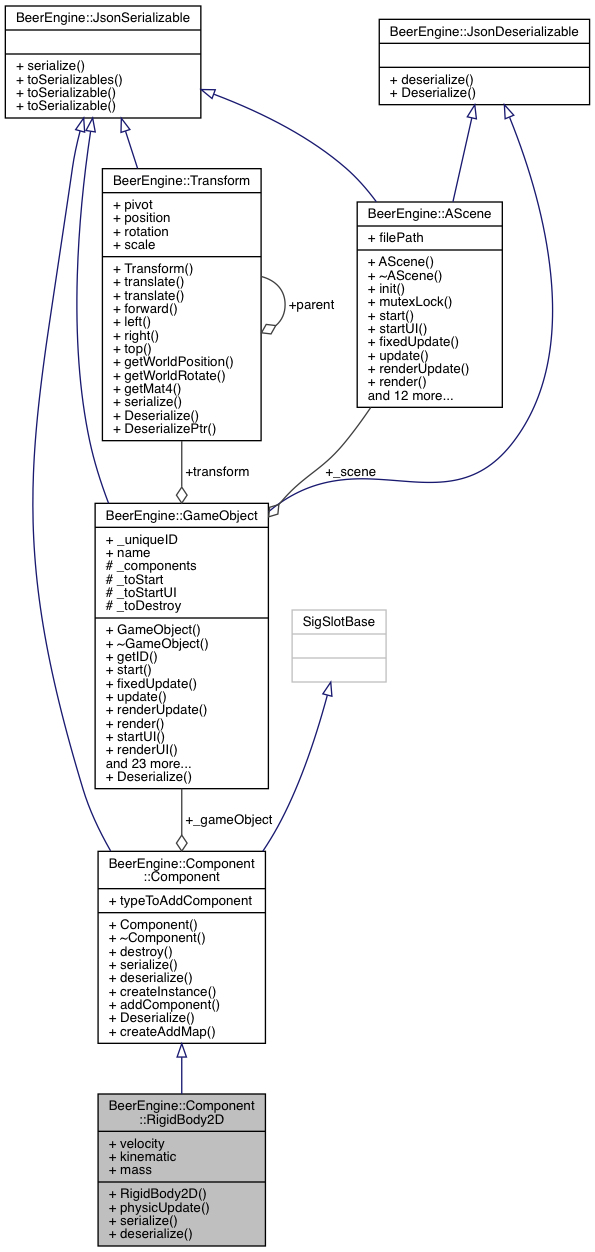 BeerEngine::JsonSerializable
+ serialize()
+ toSerializables()
+ toSerializable()
+ toSerializable()
BeerEngine::JsonDeserializable
+ deserialize()
+ Deserialize()
BeerEngine::Transform
+ pivot
+ position
+ rotation
+ scale
+ Transform()
+ translate()
+ translate()
+ forward()
+ left()
+ right()
+ top()
+ getWorldPosition()
+ getWorldRotate()
+ getMat4()
+ serialize()
+ Deserialize()
+ DeserializePtr()
+parent
BeerEngine::AScene
+ filePath
+ AScene()
+ ~AScene()
+ init()
+ mutexLock()
+ start()
+ startUI()
+ fixedUpdate()
+ update()
+ renderUpdate()
+ render()
and 12 more...
+transform
+_scene
BeerEngine::GameObject
+ _uniqueID
+ name
# _components
# _toStart
# _toStartUI
# _toDestroy
+ GameObject()
+ ~GameObject()
+ getID()
+ start()
+ fixedUpdate()
+ update()
+ renderUpdate()
+ render()
+ startUI()
+ renderUI()
and 23 more...
+ Deserialize()
SigSlotBase
+_gameObject
BeerEngine::Component
::Component
+ typeToAddComponent
+ Component()
+ ~Component()
+ destroy()
+ serialize()
+ deserialize()
+ createInstance()
+ addComponent()
+ Deserialize()
+ createAddMap()
BeerEngine::Component
::RigidBody2D
+ velocity
+ kinematic
+ mass
+ RigidBody2D()
+ physicUpdate()
+ serialize()
+ deserialize()